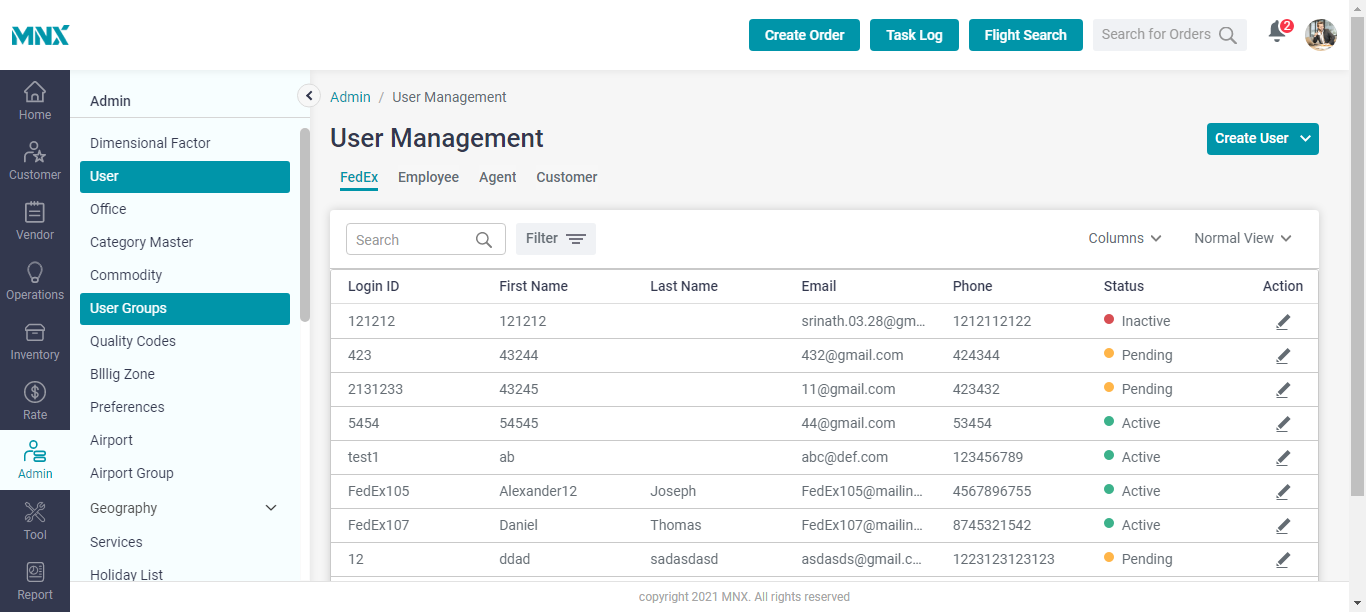 MNX
Create Order
Task Log
Flight Search
Search for Orders
2
Home
Customer
Vendor
Operations
Inventory
Rate
Admin
Tool
Report
Admin
Dimensional Factor
User
Office
Category Master
Commodity
User Groups
Quality Codes
Blllig Zone
Preferences
Airport
Airport Group
Geography
Services
Holiday List
Admin / User Management
User Management
Create User
FedEx Employee Agent Customer
Search
Filter
Columns
Normal View
Login ID First Name Last Name Email Phone Status Action
121212 121212 srinath.03.28@gm... 1212112122 Inactive
423 43244 432@gmail.com 424344 Pending
2131233 43245 11@gmail.com 423432 Pending
5454 54545 44@gmail.com 53454 Active
test1 ab abc@def.com 123456789 Active
FedEx105 Alexander12 Joseph FedEx105@mailin... 4567896755 Active
FedEx107 Daniel Thomas FedEx107@mailin... 8745321542 Active
12 ddad sadasdasd asdasds@gmail.c... 1223123123123 Pending
copyright 2021 MNX. All rights reserved